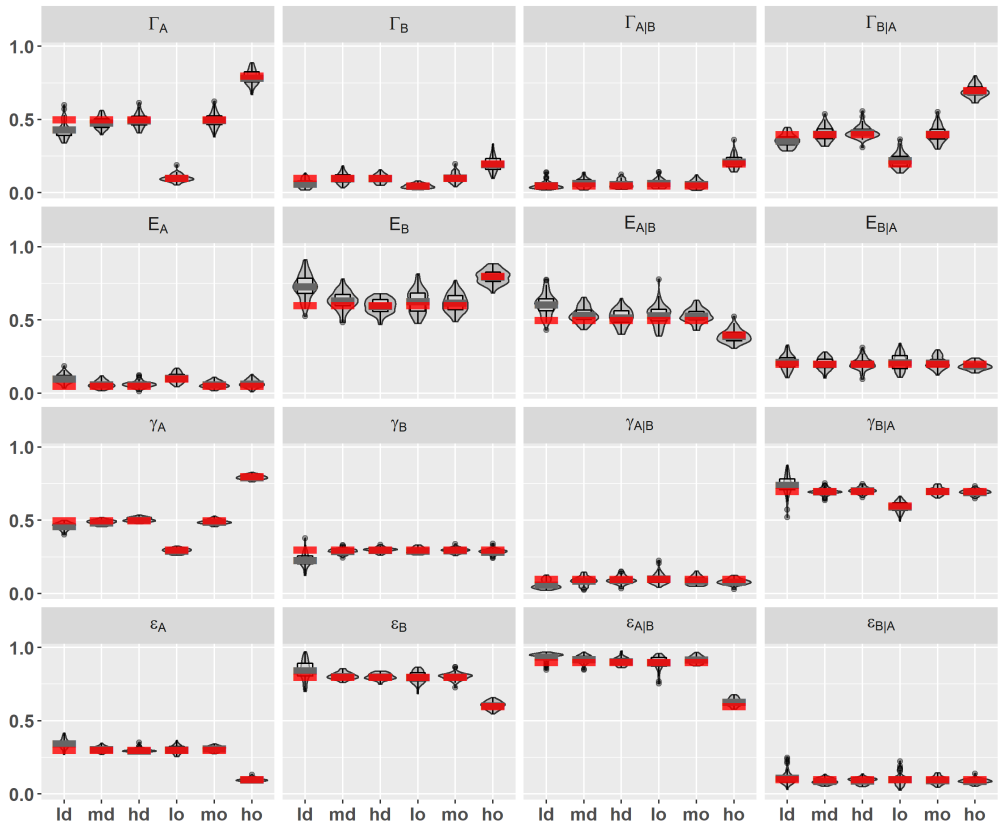 Γ_A Γ_B Γ_A|B Γ_B|A
1.0
0.5
0.0
E_A E_B E_A|B E_B|A
1.0
0.5
0.0
γ_A γ_B γ_A|B γ_B|A
1.0
0.5
0.0
ε_A ε_B ε_A|B ε_B|A
1.0
0.5
0.0
ld md hd lo mo ho ld md hd lo mo ho ld md hd lo mo ho ld md hd lo mo ho